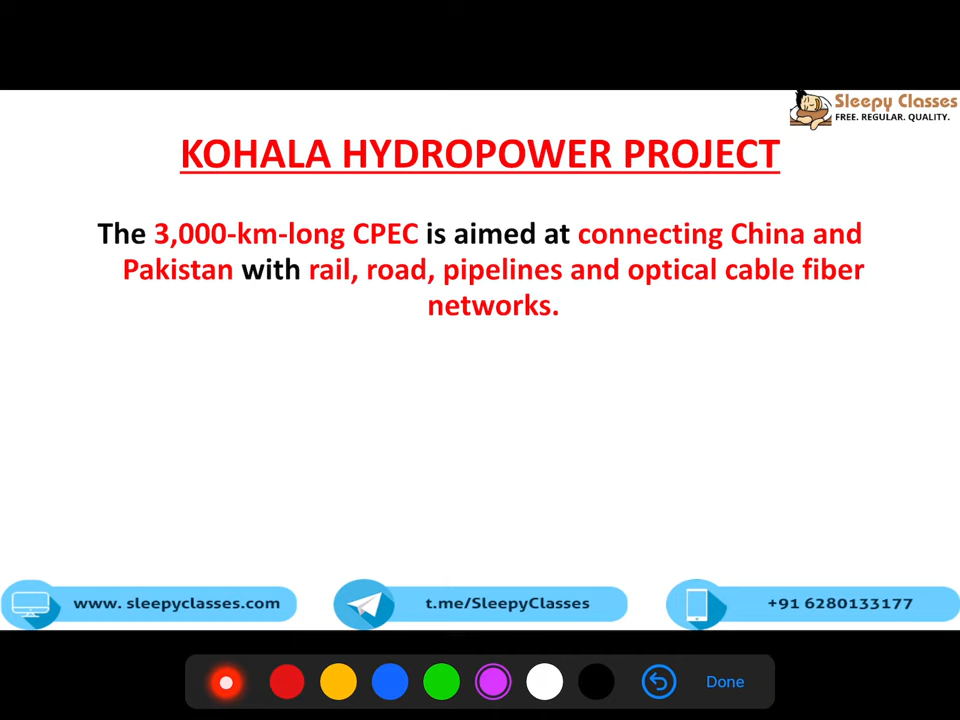 Sleepy Classes
FREE. REGULAR. QUALITY.
KOHALA HYDROPOWER PROJECT
The 3,000-km-long CPEC is aimed at connecting China and
Pakistan with rail, road, pipelines and optical cable fiber
networks.
www. sleepyclasses.com
t.me/SleepyClasses
+91 6280133177
Done